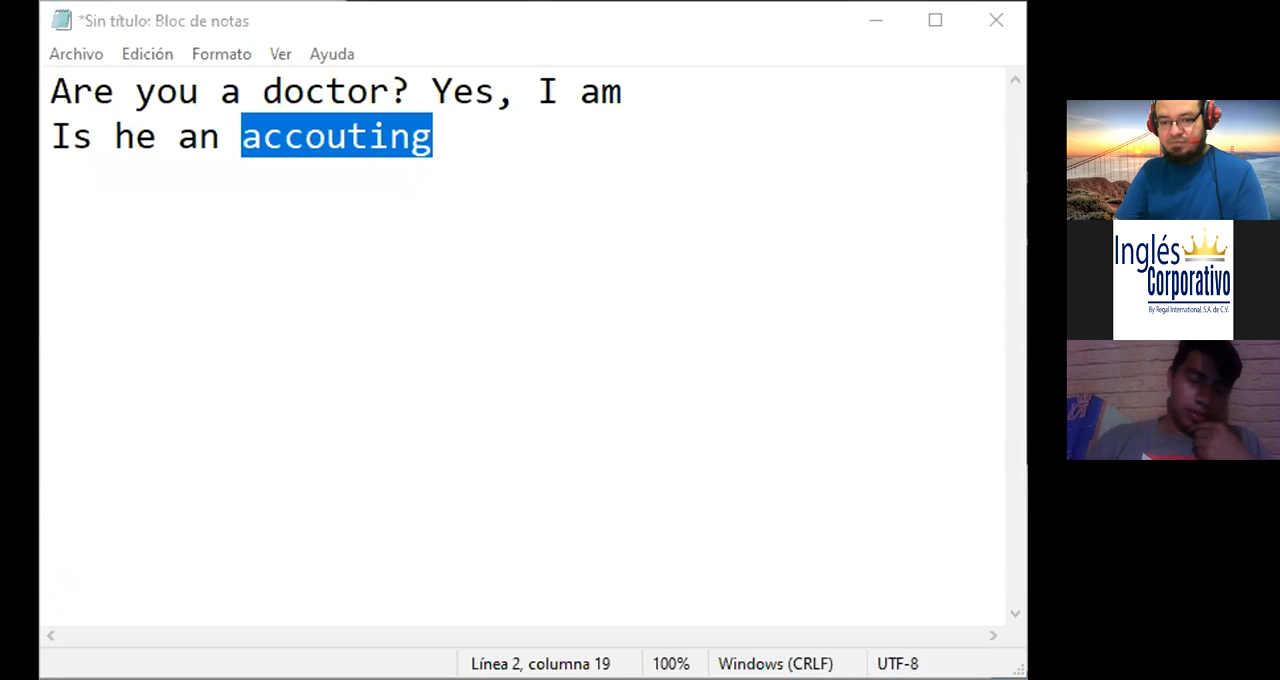 *Sin título: Bloc de notas
Archivo Edición Formato Ver Ayuda
Are you a doctor? Yes, I am
Is he an accouting
Inglés
Corporativo
By Regal International, S.A. de C.V.
Línea 2, columna 19 100% Windows (CRLF) UTF-8